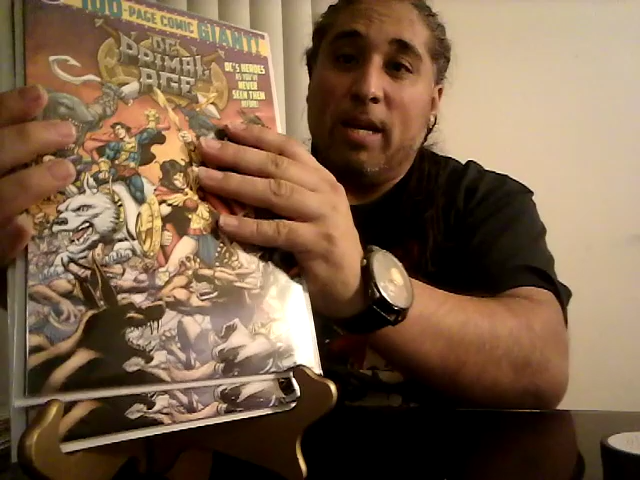 100-PAGE COMIC GIANT!
DC PRIMAL
AGE
DC'S HEROES
AS YOU'VE
NEVER
SEEN THEM
BEFORE!